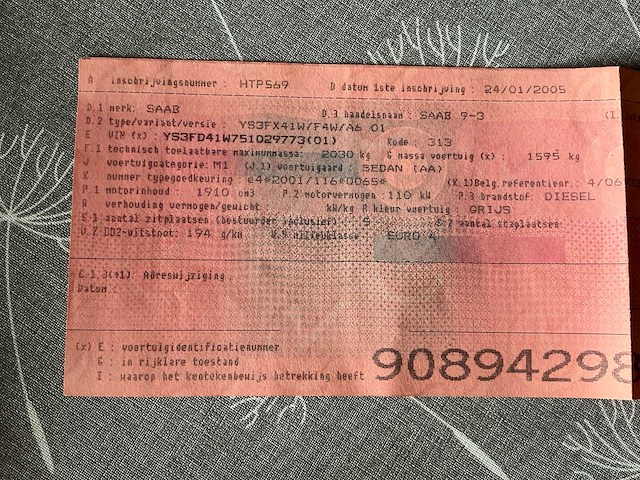 A inschrijvingsnummer : HTP569 B datum 1ste inschrijving : 24/01/2005
D.1 merk: SAAB D.3 handelsnaam : SAAB 9-3 (I.
D.2 type/variant/versie : YS3FX41W/F4W/A6 01
E VIN (x) : YS3FD41W751029773(01) Kode : 313
F.1 technisch toelaatbare maximummassa: 2030 kg G massa voertuig (x) : 1595 kg
J voertuigcategorie: M1 (J.1) voertuigaard : SEDAN (AA)
K nummer typegoedkeuring : e4*2001/116*0065* (K.1)Belg.referentienr. : 4/06
P.1 motorinhoud : 1910 cm3 P.2 motorvermogen :110 kW P.3 brandstof: DIESEL
Q verhouding vermogen/gewicht : kW/kg R kleur voertuig : GRIJS
S.1 aantal zitplaatsen (bestuurder inclusief) : 5 S.2 aantal staplaatsen:
V.7 CO2-uitstoot: 194 g/kM V.9 milieuklasse : EURO 4
C.1.3(+1) Adreswijziging
Datum :
(x) E : voertuigidentificatienummer
G : in rijklare toestand
I : waarop het kentekenbewijs betrekking heeft
90894298